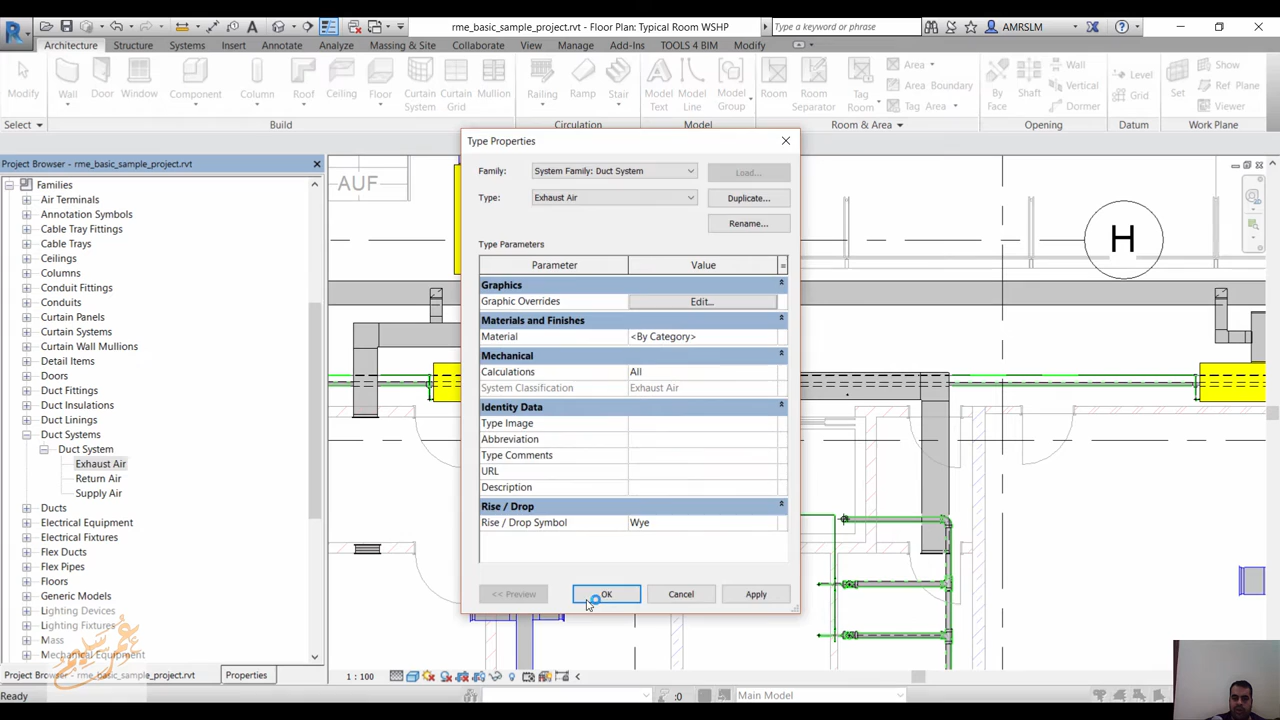 rme_basic_sample_project.rvt - Floor Plan: Typical Room WSHP
Type a keyword or phrase
AMRSLM
File Architecture Structure Systems Insert Annotate Analyze Massing & Site Collaborate View Manage Add-Ins TOOLS 4 BIM Modify
Modify Wall Door Window Component Column Roof Ceiling Floor Curtain System Curtain Grid Mullion Railing Ramp Stair Model Text Model Line Model Group Room Room Separator Tag Room Area Area Boundary Tag Area By Face Shaft Wall Vertical Dormer Level Grid Set Show Ref Plane Viewer
Select Build Circulation Model Room & Area Opening Datum Work Plane
Project Browser - rme_basic_sample_project.rvt
Families
Air Terminals
Annotation Symbols
Cable Tray Fittings
Cable Trays
Ceilings
Columns
Conduit Fittings
Conduits
Curtain Panels
Curtain Systems
Curtain Wall Mullions
Detail Items
Doors
Duct Fittings
Duct Insulations
Duct Linings
Duct Systems
Duct System
Exhaust Air
Return Air
Supply Air
Ducts
Electrical Equipment
Electrical Fixtures
Flex Ducts
Flex Pipes
Floors
Generic Models
Lighting Devices
Lighting Fixtures
Mass
Mechanical Equipment
Project Browser - rme_basic_sample_project.rvt Properties
Ready
AUF
H
Type Properties
Family: System Family: Duct System Load...
Type: Exhaust Air Duplicate...
Rename...
Type Parameters
Parameter Value =
Graphics
Graphic Overrides Edit...
Materials and Finishes
Material <By Category>
Mechanical
Calculations All
System Classification Exhaust Air
Identity Data
Type Image
Abbreviation
Type Comments
URL
Description
Rise / Drop
Rise / Drop Symbol Wye
<< Preview OK Cancel Apply
1 : 100
:0 Main Model
عمرو سليم